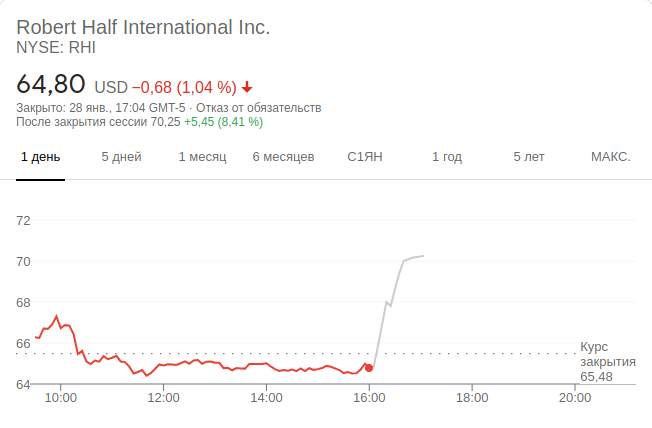 Robert Half International Inc.
NYSE: RHI
64,80 USD −0,68 (1,04 %)
Закрыто: 28 янв., 17:04 GMT-5 · Отказ от обязательств
После закрытия сессии 70,25 +5,45 (8,41 %)
1 день 5 дней 1 месяц 6 месяцев С1ЯН 1 год 5 лет МАКС.
72
70
68
66
64
Курс
закрытия
65,48
10:00 12:00 14:00 16:00 18:00 20:00